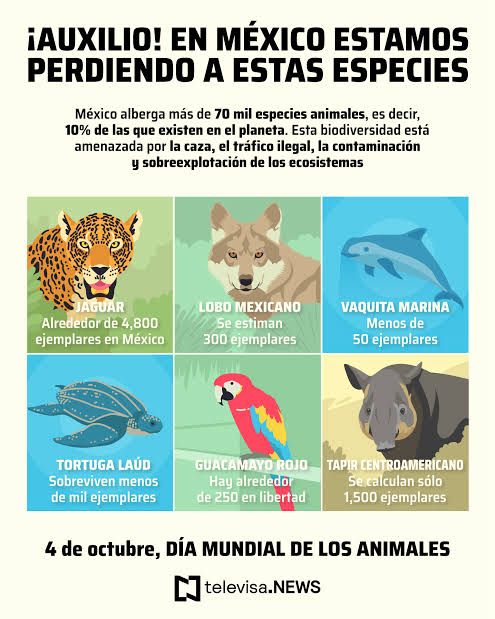 ¡AUXILIO! EN MÉXICO ESTAMOS
PERDIENDO A ESTAS ESPECIES
México alberga más de 70 mil especies animales, es decir,
10% de las que existen en el planeta. Esta biodiversidad está
amenazada por la caza, el tráfico ilegal, la contaminación
y sobreexplotación de los ecosistemas
JAGUAR
Alrededor de 4,800
ejemplares en México
LOBO MEXICANO
Se estiman
300 ejemplares
VAQUITA MARINA
Menos de
50 ejemplares
TORTUGA LAÚD
Sobreviven menos
de mil ejemplares
GUACAMAYO ROJO
Hay alrededor
de 250 en libertad
TAPIR CENTROAMERICANO
Se calculan sólo
1,500 ejemplares
4 de octubre, DÍA MUNDIAL DE LOS ANIMALES
televisa.NEWS